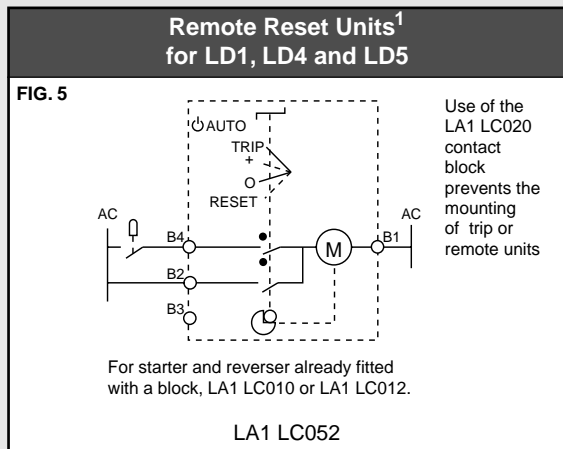 Remote Reset Units1
for LD1, LD4 and LD5
FIG. 5
AUTO
TRIP
+
O
RESET
Use of the
LA1 LC020
contact
block
prevents the
mounting
of trip or
remote units
AC
B4
M
B1
AC
B2
B3
For starter and reverser already fitted
with a block, LA1 LC010 or LA1 LC012.
LA1 LC052